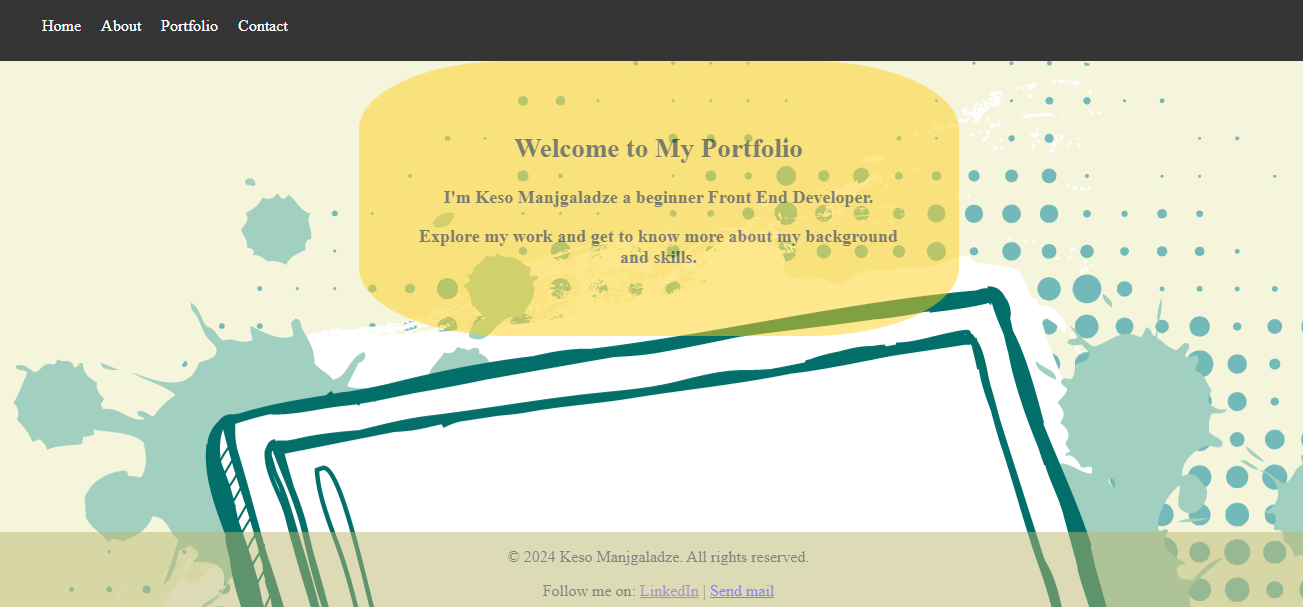 Home About Portfolio Contact
Welcome to My Portfolio
I'm Keso Manjgaladze a beginner Front End Developer.
Explore my work and get to know more about my background
and skills.
© 2024 Keso Manjgaladze. All rights reserved.
Follow me on: LinkedIn | Send mail